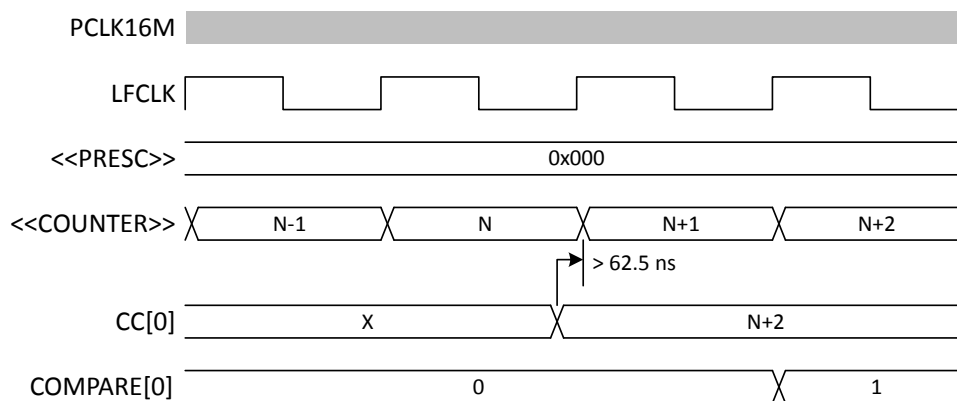 PCLK16M
LFCLK
<<PRESC>> 0x000
<<COUNTER>> N-1 N N+1 N+2
> 62.5 ns
CC[0] X N+2
COMPARE[0] 0 1